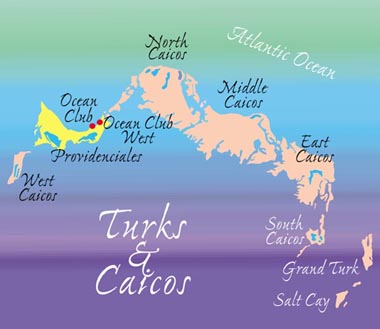 North
Caicos
Atlantic Ocean
Middle
Caicos
Ocean
Club
Ocean Club
West
Providenciales
East
Caicos
West
Caicos
South
Caicos
Turks
&
Caicos
Grand Turk
Salt Cay